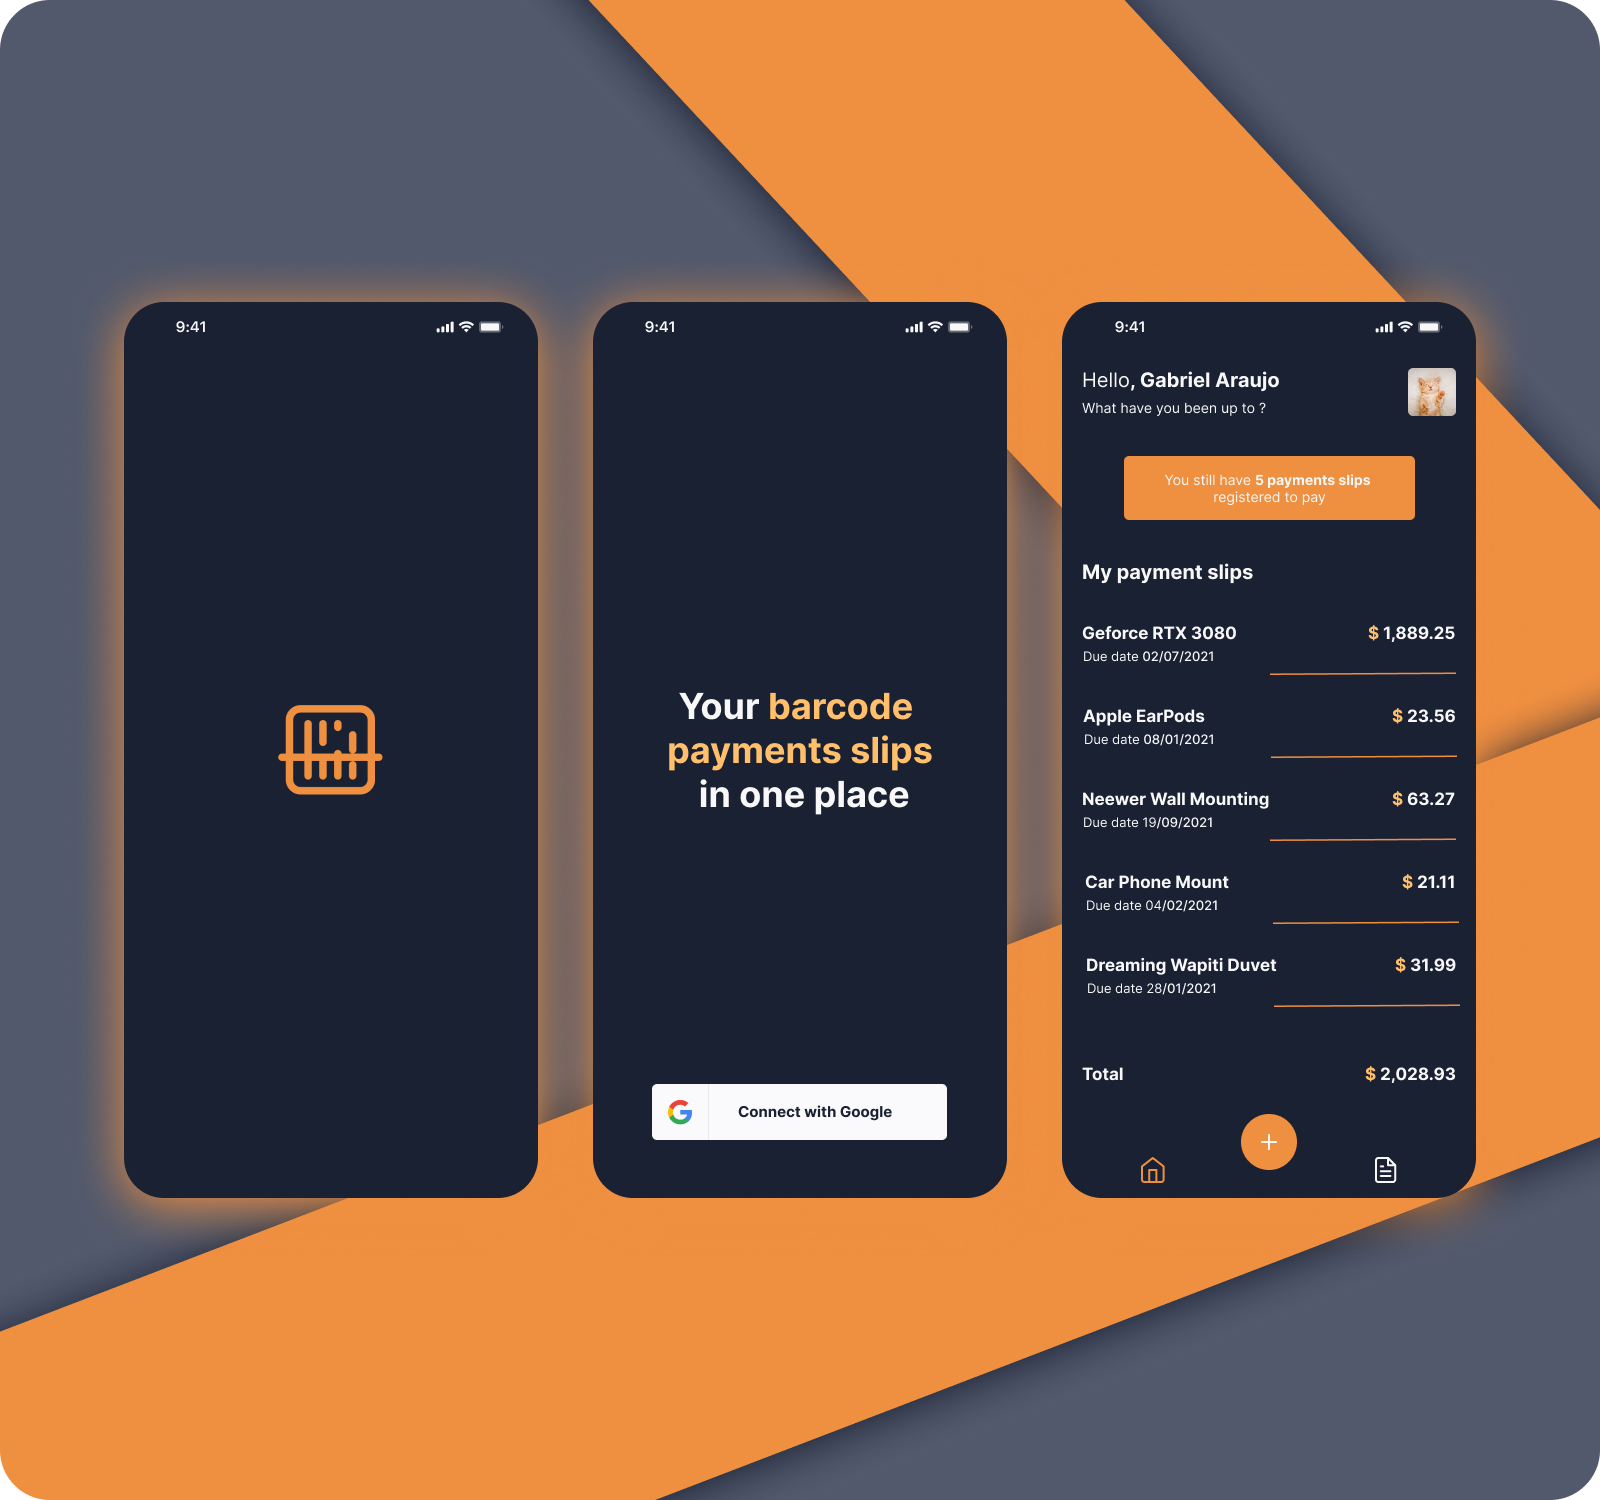 9:41
9:41
Your barcode
payments slips
in one place
Connect with Google
9:41
Hello, Gabriel Araujo
What have you been up to ?
You still have 5 payments slips
registered to pay
My payment slips
Geforce RTX 3080 $ 1,889.25
Due date 02/07/2021
Apple EarPods $ 23.56
Due date 08/01/2021
Neewer Wall Mounting $ 63.27
Due date 19/09/2021
Car Phone Mount $ 21.11
Due date 04/02/2021
Dreaming Wapiti Duvet $ 31.99
Due date 28/01/2021
Total $ 2,028.93